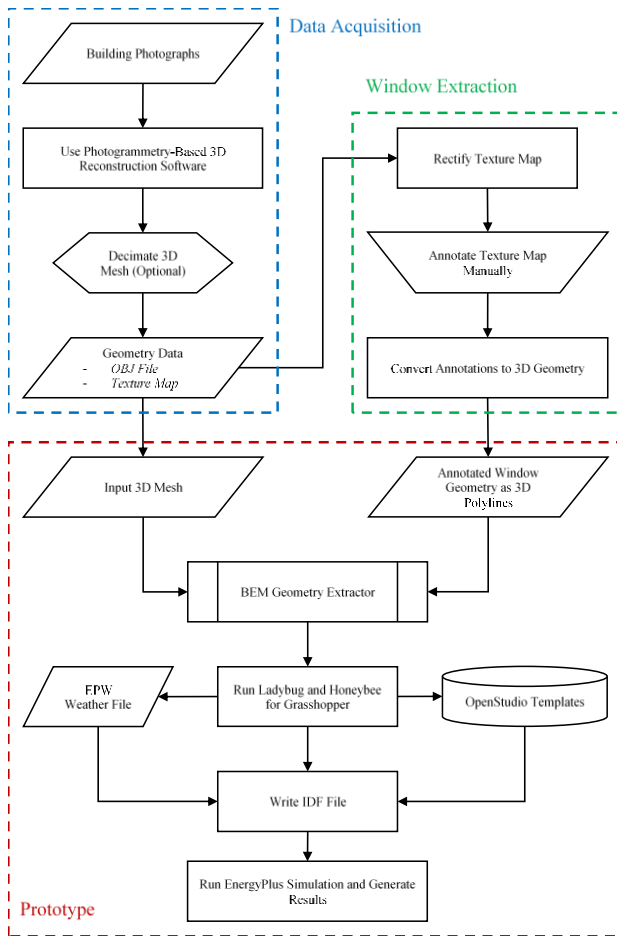 Data Acquisition
Building Photographs
Use Photogrammetry-Based 3D
Reconstruction Software
Decimate 3D
Mesh (Optional)
Geometry Data
- OBJ File
- Texture Map
Window Extraction
Rectify Texture Map
Annotate Texture Map
Manually
Convert Annotations to 3D Geometry
Input 3D Mesh
Annotated Window
Geometry as 3D
Polylines
BEM Geometry Extractor
EPW
Weather File
Run Ladybug and Honeybee
for Grasshopper
OpenStudio Templates
Write IDF File
Run EnergyPlus Simulation and Generate
Results
Prototype